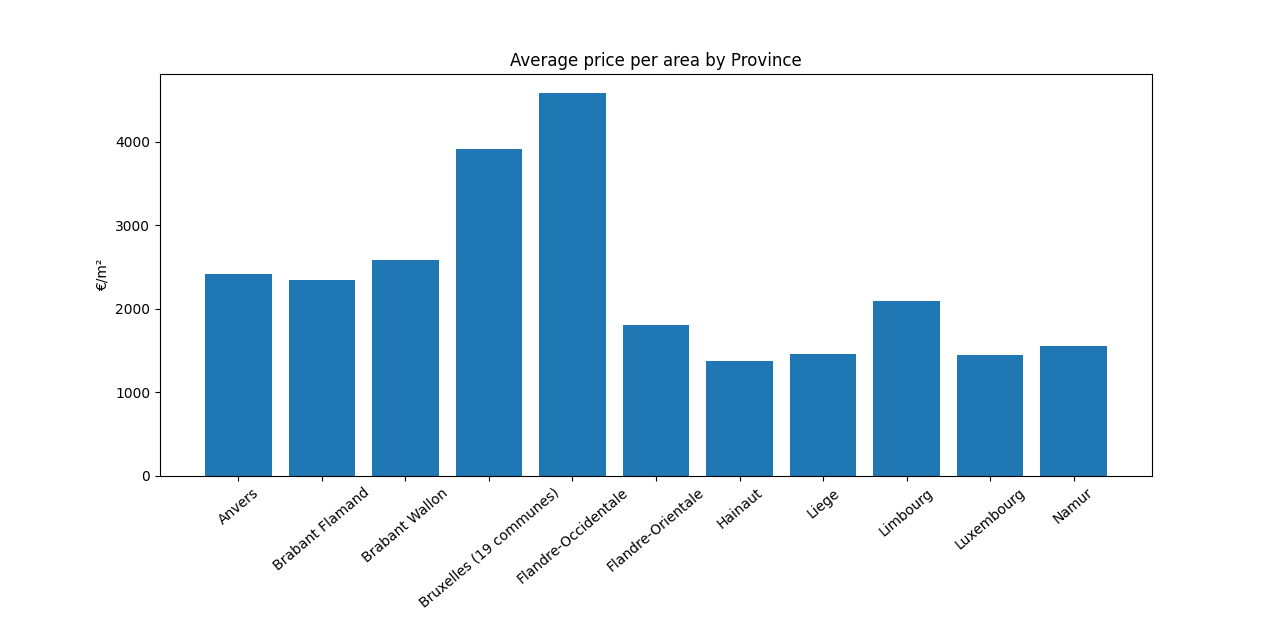 Average price per area by Province
€/m²
4000
3000
2000
1000
0
Anvers
Brabant Flamand
Brabant Wallon
Bruxelles (19 communes)
Flandre-Occidentale
Flandre-Orientale
Hainaut
Liege
Limbourg
Luxembourg
Namur